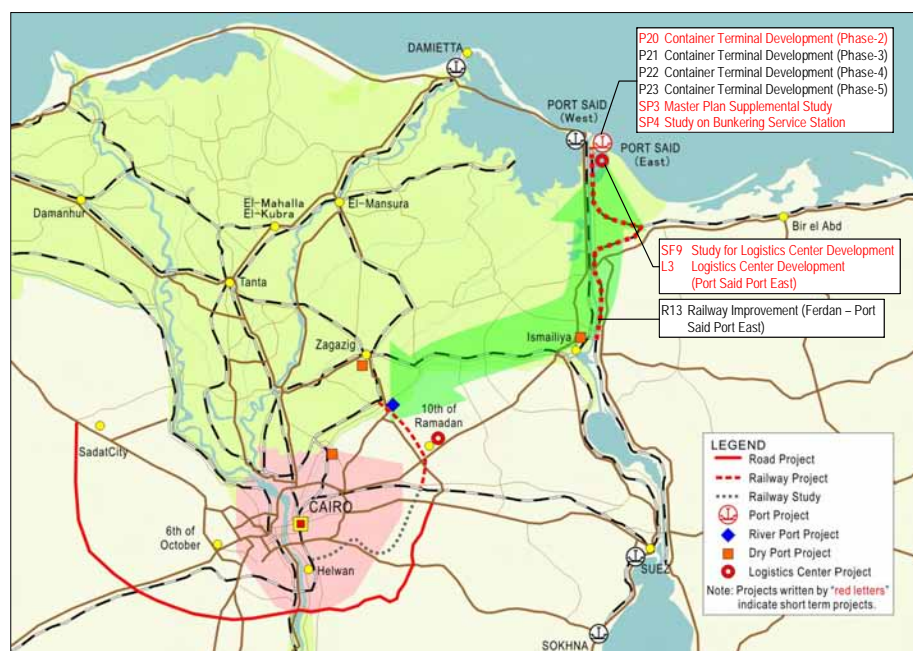 P20 Container Terminal Development (Phase-2)
P21 Container Terminal Development (Phase-3)
P22 Container Terminal Development (Phase-4)
P23 Container Terminal Development (Phase-5)
SP3 Master Plan Supplemental Study
SP4 Study on Bunkering Service Station
DAMIETTA
PORT SAID
(West)
PORT SAID
(East)
Damanhur
El-Mahalla
El-Kubra
El-Mansura
Bir el Abd
SF9 Study for Logistics Center Development
L3 Logistics Center Development
(Port Said Port East)
Tanta
R13 Railway Improvement (Ferdan – Port
Said Port East)
Zagazig
Ismailiya
10th of
Ramadan
SadatCity
CAIRO
6th of
October
Helwan
SUEZ
SOKHNA
LEGEND
Road Project
Railway Project
Railway Study
Port Project
River Port Project
Dry Port Project
Logistics Center Project
Note: Projects written by "red letters"
indicate short term projects.